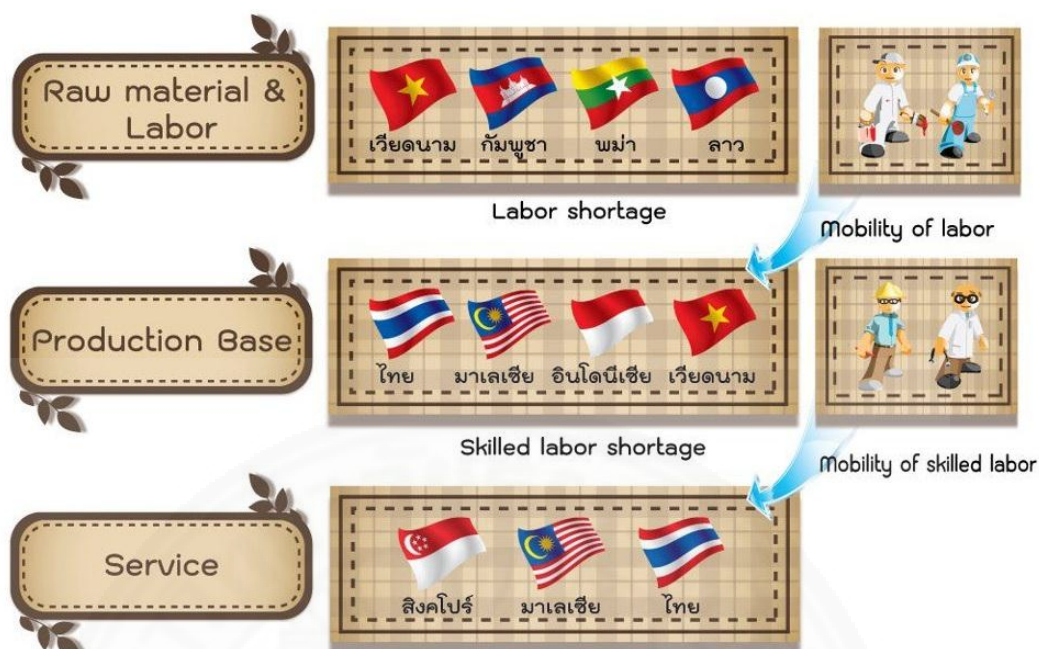 Raw material &
Labor
เวียดนาม กัมพูชา พม่า ลาว
Labor shortage
Mobility of labor
Production Base
ไทย มาเลเซีย อินโดนีเซีย เวียดนาม
Skilled labor shortage
Mobility of skilled labor
Service
สิงคโปร์ มาเลเซีย ไทย